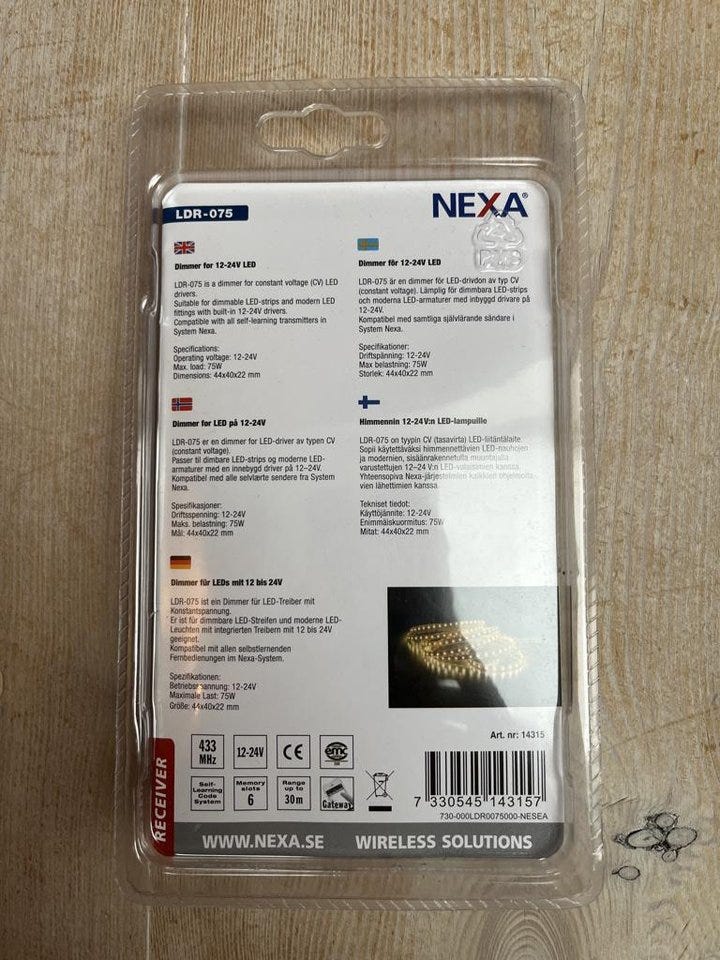 LDR-075
NEXA®
Dimmer for 12-24V LED
LDR-075 is a dimmer for constant voltage (CV) LED
drivers.
Suitable for dimmable LED-strips and modern LED
fittings with built-in 12-24V drivers.
Compatible with all self-learning transmitters in
System Nexa.
Specifications:
Operating voltage: 12-24V
Max. load: 75W
Dimensions: 44x40x22 mm
Dimmer för 12-24V LED
LDR-075 är en dimmer för LED-drivdon av typ CV
(constant voltage). Lämplig för dimmbara LED-strips
och moderna LED-armaturer med inbyggd drivare på
12-24V.
Kompatibel med samtliga självlärande sändare i
System Nexa.
Specifikationer:
Driftspänning: 12-24V
Max belastning: 75W
Storlek: 44x40x22 mm
Dimmer for LED på 12-24V
LDR-075 er en dimmer for LED-driver av typen CV
(constant voltage).
Passer til dimbare LED-strips og moderne LED-
armaturer med en innebygd driver på 12–24V.
Kompatibel med alle selvlærte sendere fra System
Nexa.
Spesifikasjoner:
Driftsspenning: 12-24V
Maks. belastning: 75W
Mål: 44x40x22 mm
Himmennin 12-24V:n LED-lampuille
LDR-075 on tyypin CV (tasavirta) LED-liitäntälaite.
Sopii käytettäväksi himmennettävien LED-nauhojen
ja modernien, sisäänrakennetulla muuntajalla
varustettujen 12–24 V:n LED-valaisimien kanssa.
Yhteensopiva Nexa-järjestelmien kaikkien ohjelmoita-
vien lähettimien kanssa.
Tekniset tiedot:
Käyttöjännite: 12-24V
Enimmäiskuormitus: 75W
Mitat: 44x40x22 mm
Dimmer für LEDs mit 12 bis 24V
LDR-075 ist ein Dimmer für LED-Treiber mit
Konstantspannung.
Er ist für dimmbare LED-Streifen und moderne LED-
Leuchten mit integrierten Treibern mit 12 bis 24V
geeignet.
Kompatibel mit allen selbstlernenden
Fernbedienungen im Nexa-System.
Spezifikationen:
Betriebsspannung: 12-24V
Maximale Last: 75W
Größe: 44x40x22 mm
Art. nr: 14315
433
MHz
12-24V
CE
emc
Self-
Learning
Code
System
Memory
slots
6
Range
up to
30m
Gateway
7 330545 143157
730-000LDR0075000-NESEA
RECEIVER
WWW.NEXA.SE
WIRELESS SOLUTIONS